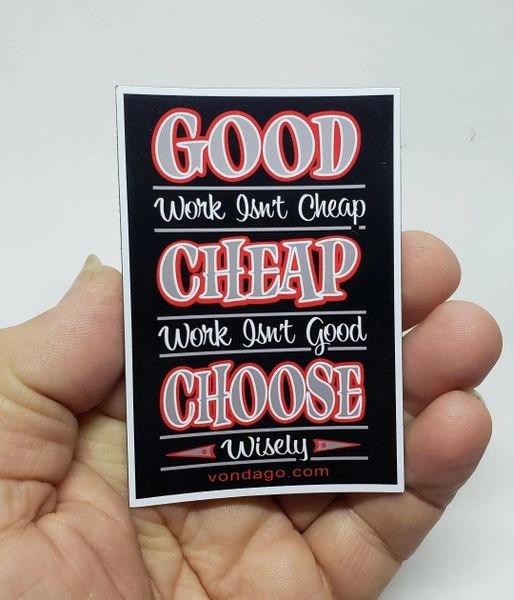 GOOD
Work Isn't Cheap
CHEAP
Work Isn't Good
CHOOSE
Wisely
vondago.com